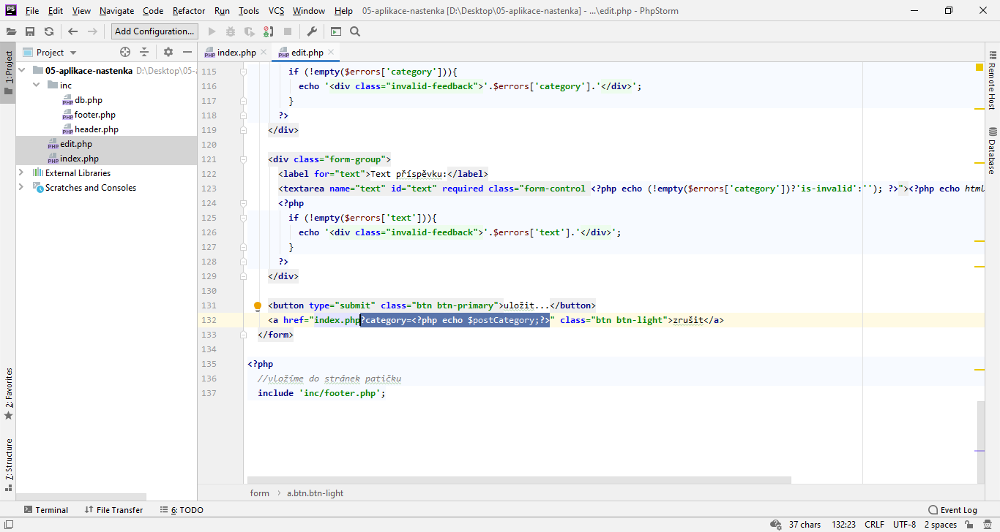 File Edit View Navigate Code Refactor Run Tools VCS Window Help 05-aplikace-nastenka [D:\Desktop\05-aplikace-nastenka] - ...\edit.php - PhpStorm
Add Configuration...
Project
index.php
edit.php
1: Project
05-aplikace-nastenka D:\Desktop\05-
inc
db.php
footer.php
header.php
edit.php
index.php
External Libraries
Scratches and Consoles
115 if (!empty($errors['category'])){
116 echo '<div class="invalid-feedback">'.$errors['category'].'</div>';
117 }
118 ?>
119 </div>
120
121 <div class="form-group">
122 <label for="text">Text příspěvku:</label>
123 <textarea name="text" id="text" required class="form-control <?php echo (!empty($errors['category'])?'is-invalid':''); ?>"><?php echo html
124 <?php
125 if (!empty($errors['text'])){
126 echo '<div class="invalid-feedback">'.$errors['text'].'</div>';
127 }
128 ?>
129 </div>
130
131 <button type="submit" class="btn btn-primary">uložit...</button>
132 <a href="index.php?category=<?php echo $postCategory;?>" class="btn btn-light">zrušit</a>
133 </form>
134
135 <?php
136 //vložíme do stránek patičku
137 include 'inc/footer.php';
Remote Host
Database
2: Favorites
7: Structure
form a.btn.btn-light
Terminal File Transfer 6: TODO Event Log
37 chars 132:23 CRLF UTF-8 2 spaces